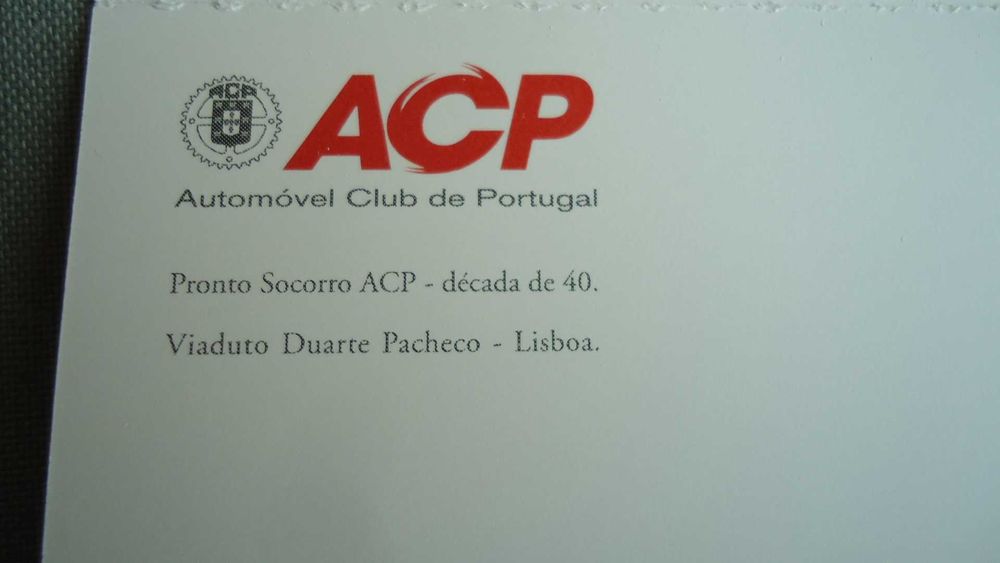 ACP
ACP
Automóvel Club de Portugal
Pronto Socorro ACP - década de 40.
Viaduto Duarte Pacheco - Lisboa.